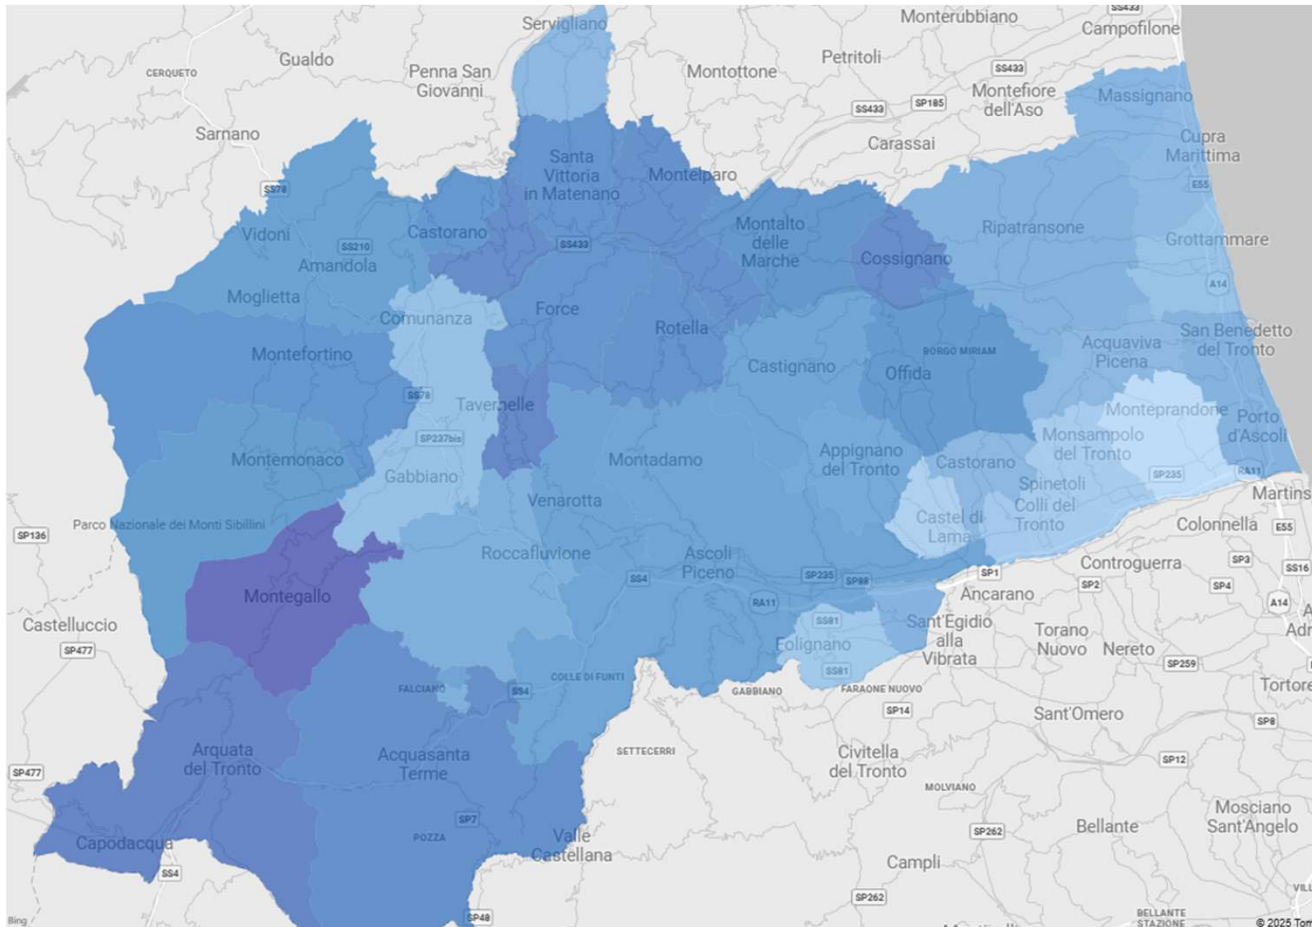 SS433
Servigliano
Monterubbiano
Campofilone
Gualdo
Petritoli
CERQUETO
Penna San
Giovanni
Montottone
SS433
Montefiore
dell'Aso
Massignano
SS433
SP185
Sarnano
Carassai
Cupra
Marittima
Santa
Vittoria
in Matenano
Montelparo
SS78
E55
Vidoni
Castorano
Montalto
delle
Marche
Ripatransone
SS210
SS433
Grottammare
Amandola
Cossignano
A14
Moglietta
Force
Comunanza
Rotella
San Benedetto
del Tronto
Montefortino
Castignano
BORGO MIRIAM
Acquaviva
Picena
Offida
SS78
Tavernelle
Monteprandone
Porto
d'Ascoli
SP237bis
Monsampolo
del Tronto
Montemonaco
Montadamo
Appignano
del Tronto
Castorano
Gabbiano
SP235
RA11
Spinetoli
Colli del
Tronto
Martins
Venarotta
Parco Nazionale dei Monti Sibillini
Castel di
Lama
Colonnella
E55
SP136
Roccafluvione
Ascoli
Piceno
Controguerra
SP3
SS16
SS4
SP235
SP88
SP1
SP2
SP4
Montegallo
Ancarano
RA11
A14
Castelluccio
SS81
Folignano
Sant'Egidio
alla
Vibrata
Torano
Nuovo
Nereto
A
Adr
SP477
SP259
SS81
COLLE DI FUNTI
FALCIANO
SS4
GABBIANO
FARAONE NUOVO
Tortore
SP14
Sant'Omero
SP8
Arquata
del Tronto
Acquasanta
Terme
SETTECERRI
Civitella
del Tronto
SP12
SP477
MOLVIANO
Mosciano
Sant'Angelo
SP7
Capodacqua
POZZA
Valle
Castellana
SP262
Bellante
Campli
SS4
SP262
VILL
Bing
SP48
BELLANTE
STAZIONE
© 2025 Tom